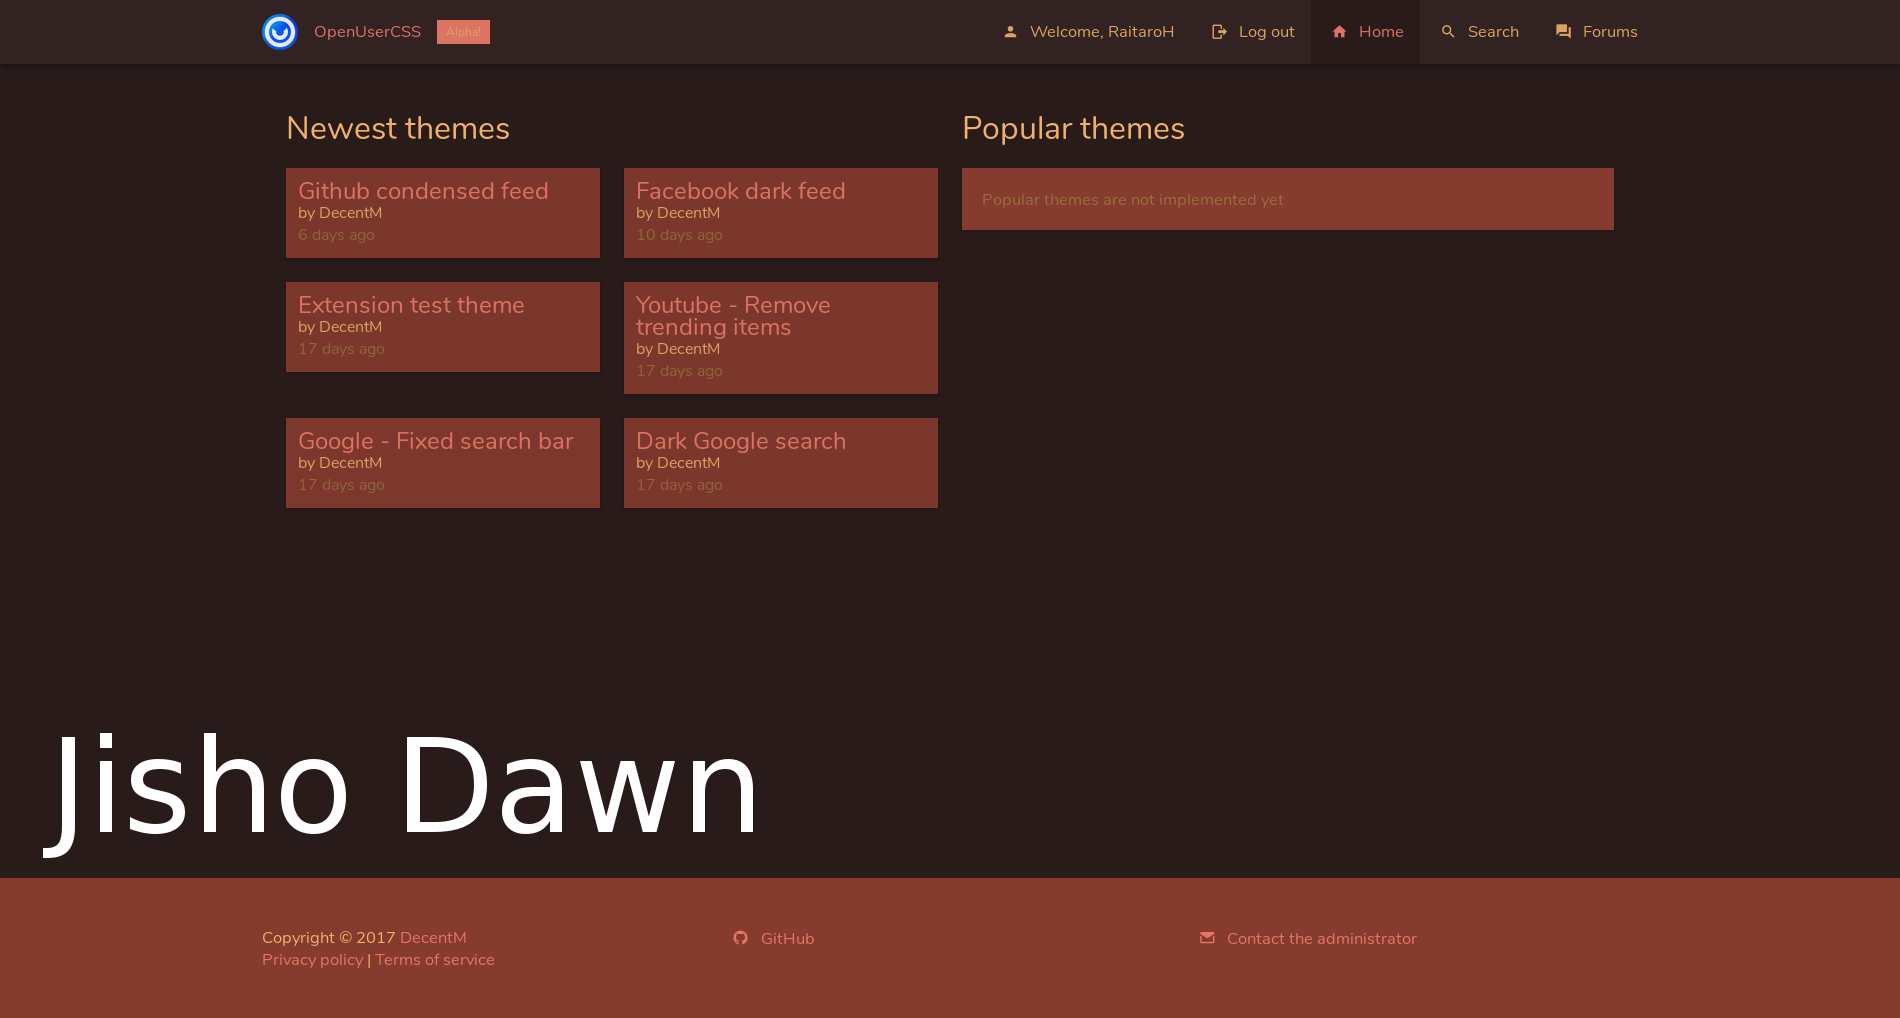 OpenUserCSS
Alpha!
Welcome, RaitaroH
Log out
Home
Search
Forums
Newest themes
Github condensed feed
by DecentM
6 days ago
Facebook dark feed
by DecentM
10 days ago
Extension test theme
by DecentM
17 days ago
Youtube - Remove
trending items
by DecentM
17 days ago
Google - Fixed search bar
by DecentM
17 days ago
Dark Google search
by DecentM
17 days ago
Popular themes
Popular themes are not implemented yet
Jisho Dawn
Copyright © 2017 DecentM
Privacy policy | Terms of service
GitHub
Contact the administrator